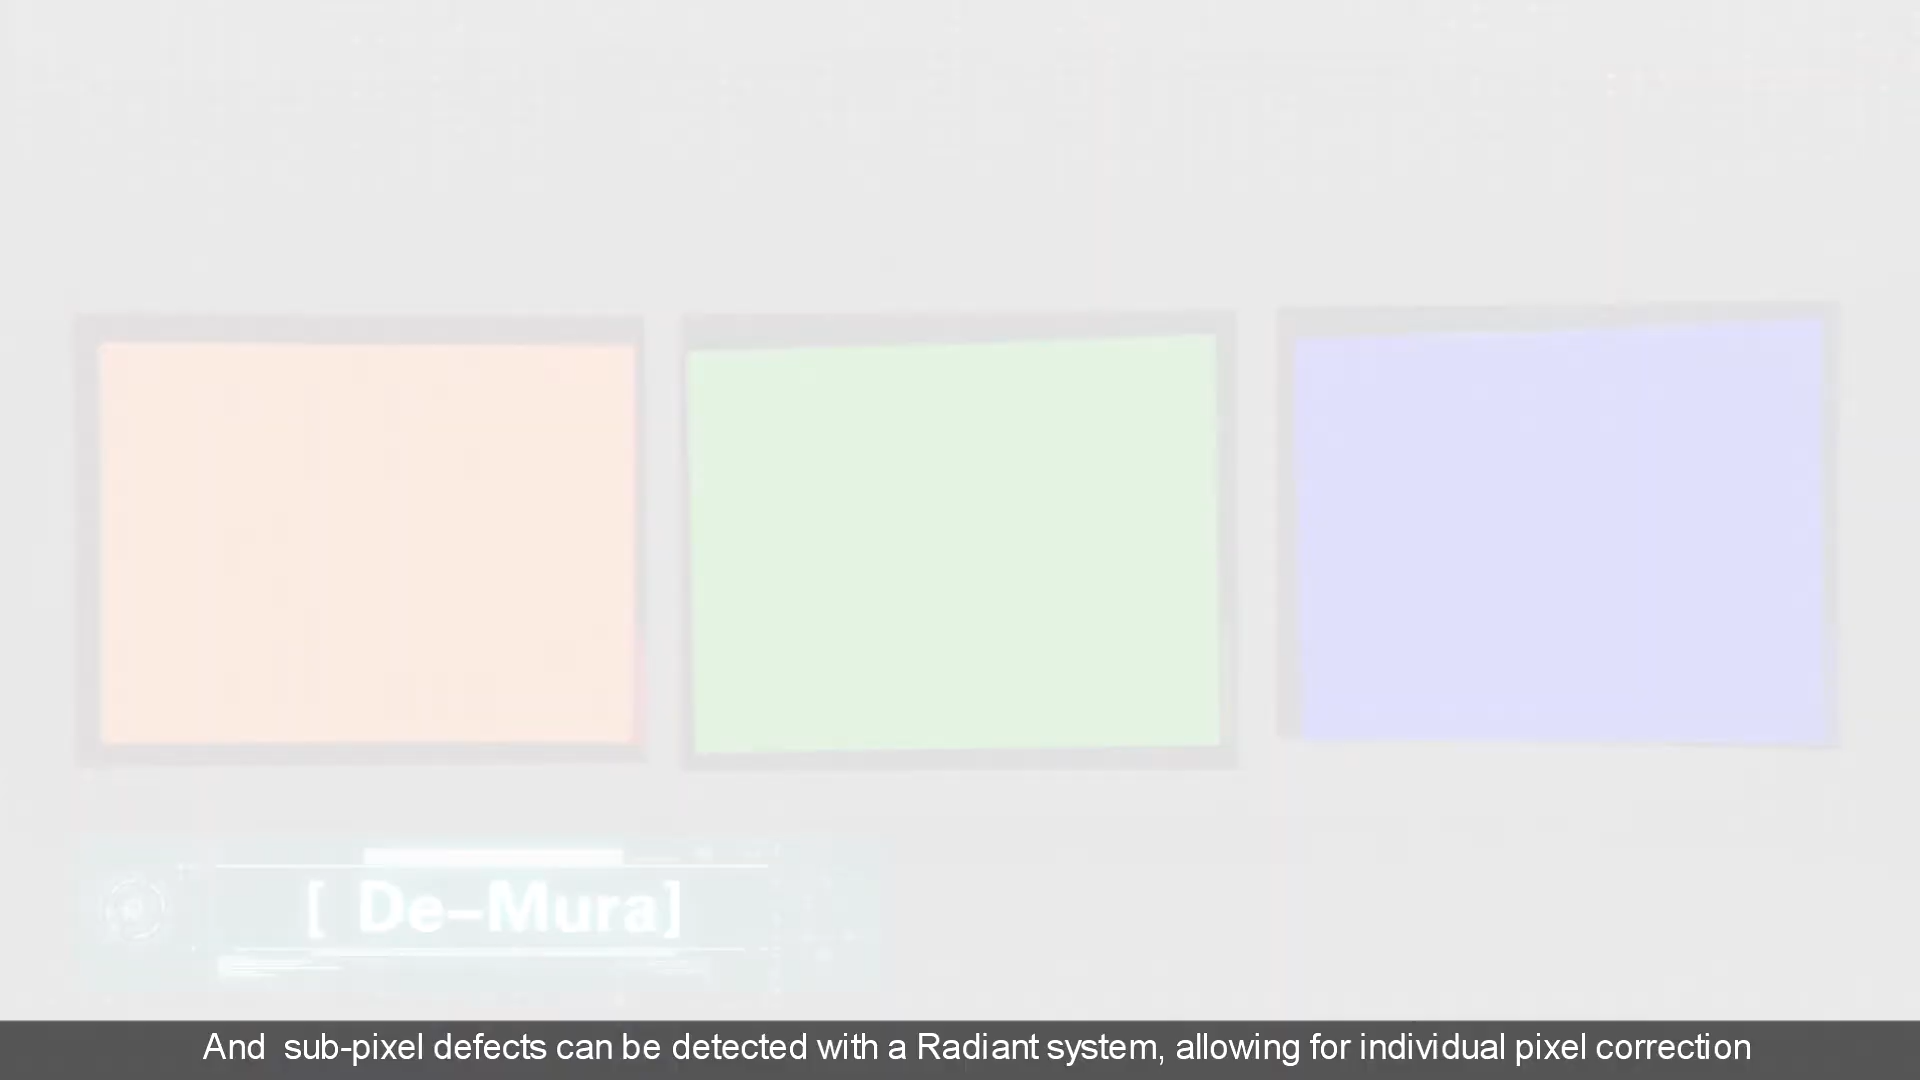 [ De-Mura]
And sub-pixel defects can be detected with a Radiant system, allowing for individual pixel correction